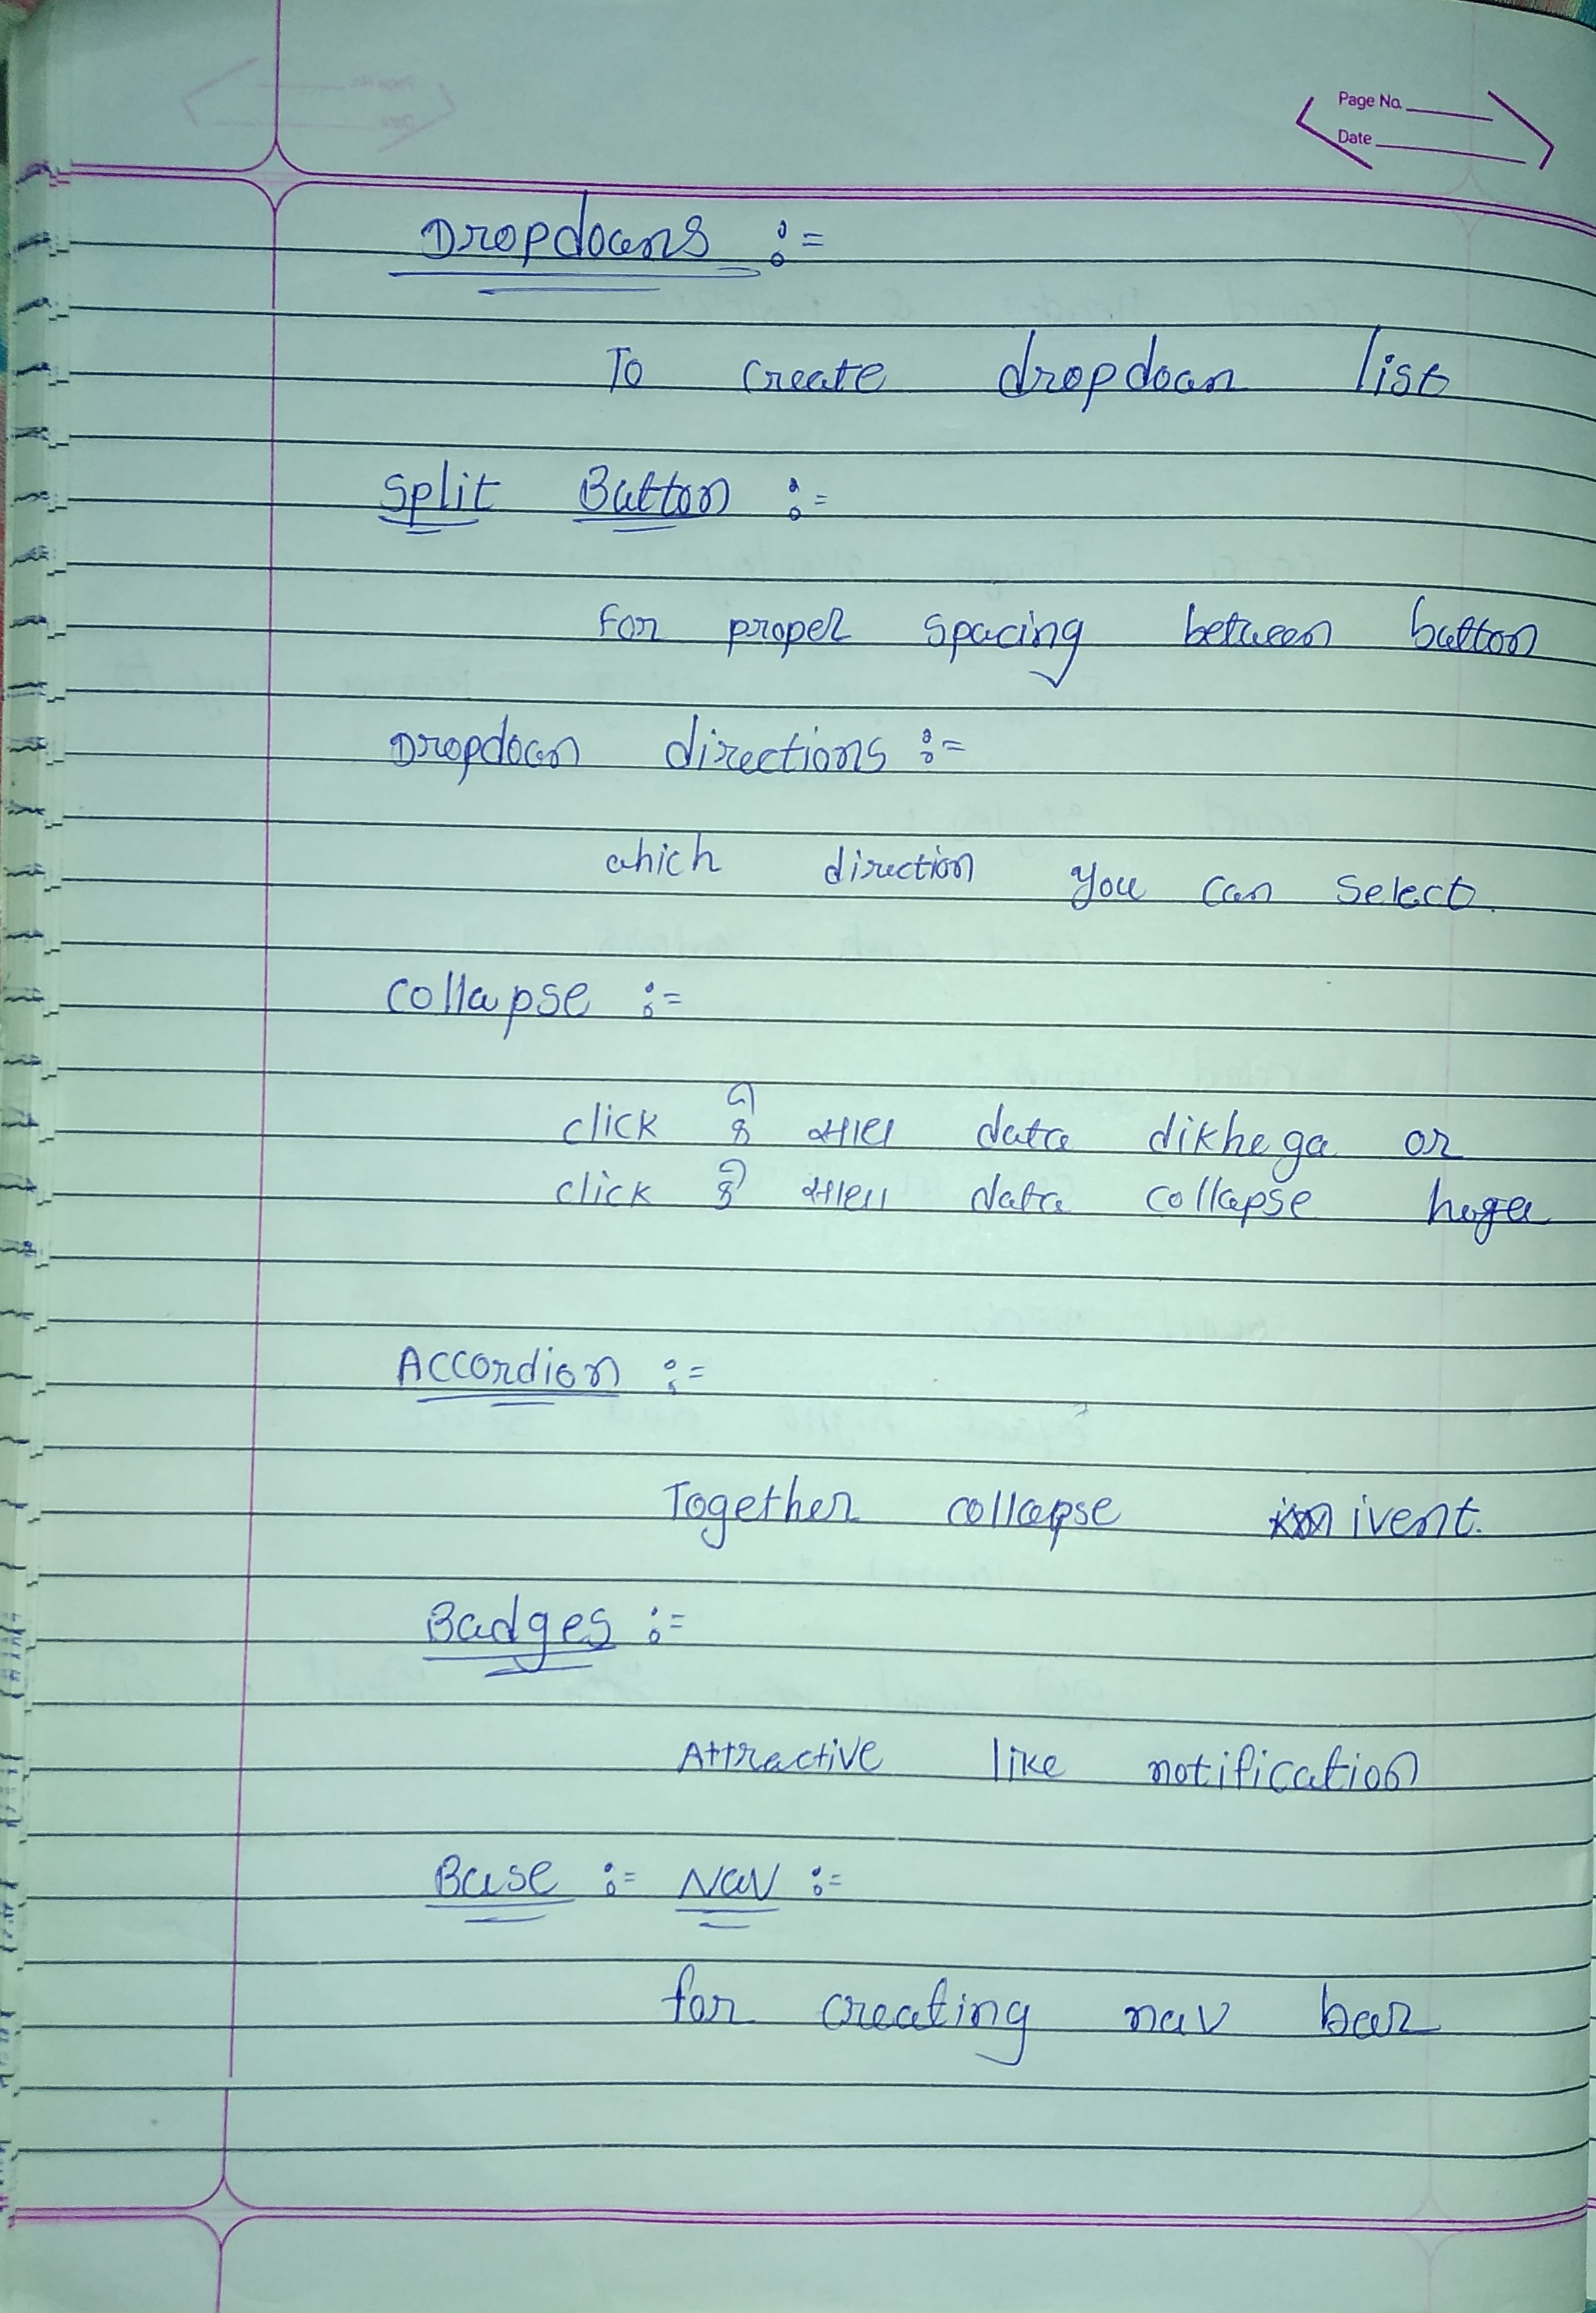 Page No.
Date
Dropdowns :=
To create dropdown list
Split Button :=
For proper spacing between button
Dropdown directions :=
which direction you can select.
Collapse :=
click data dikhega or
click data collapse hoga
Accordion :=
Together collapse ivent.
Badges :=
Attractive like notification
Base := Nav :=
for creating nav bar